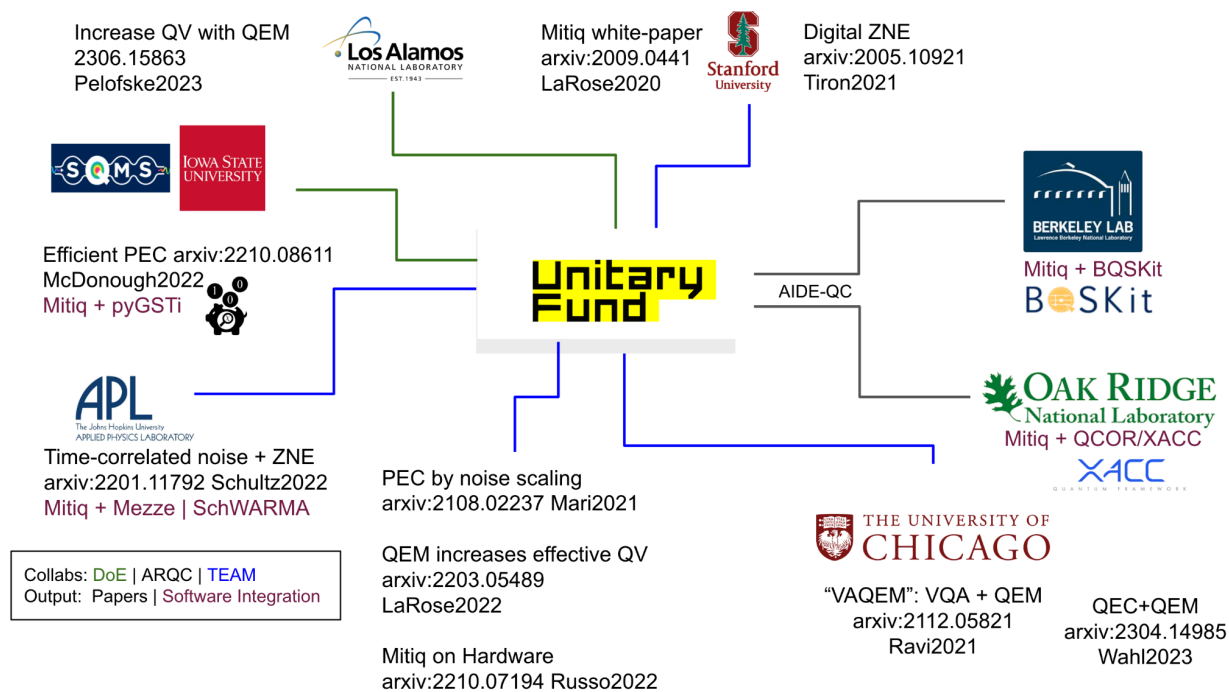 Increase QV with QEM
2306.15863
Pelofske2023
Los Alamos
NATIONAL LABORATORY
EST.1943
Mitiq white-paper
arxiv:2009.0441
LaRose2020
S
Stanford
University
Digital ZNE
arxiv:2005.10921
Tiron2021
SQMS
IOWA STATE
UNIVERSITY
Efficient PEC arxiv:2210.08611
McDonough2022
Mitiq + pyGSTi
1 0 0
Unitary
Fund
AIDE-QC
BERKELEY LAB
Lawrence Berkeley National Laboratory
Mitiq + BQSKit
BQSKit
APL
The Johns Hopkins University
APPLIED PHYSICS LABORATORY
Time-correlated noise + ZNE
arxiv:2201.11792 Schultz2022
Mitiq + Mezze | SchWARMA
OAK RIDGE
National Laboratory
Mitiq + QCOR/XACC
XACC
QUANTUM FRAMEWORK
PEC by noise scaling
arxiv:2108.02237 Mari2021
QEM increases effective QV
arxiv:2203.05489
LaRose2022
Mitiq on Hardware
arxiv:2210.07194 Russo2022
THE UNIVERSITY OF
CHICAGO
“VAQEM”: VQA + QEM
arxiv:2112.05821
Ravi2021
QEC+QEM
arxiv:2304.14985
Wahl2023
Collabs: DoE | ARQC | TEAM
Output: Papers | Software Integration